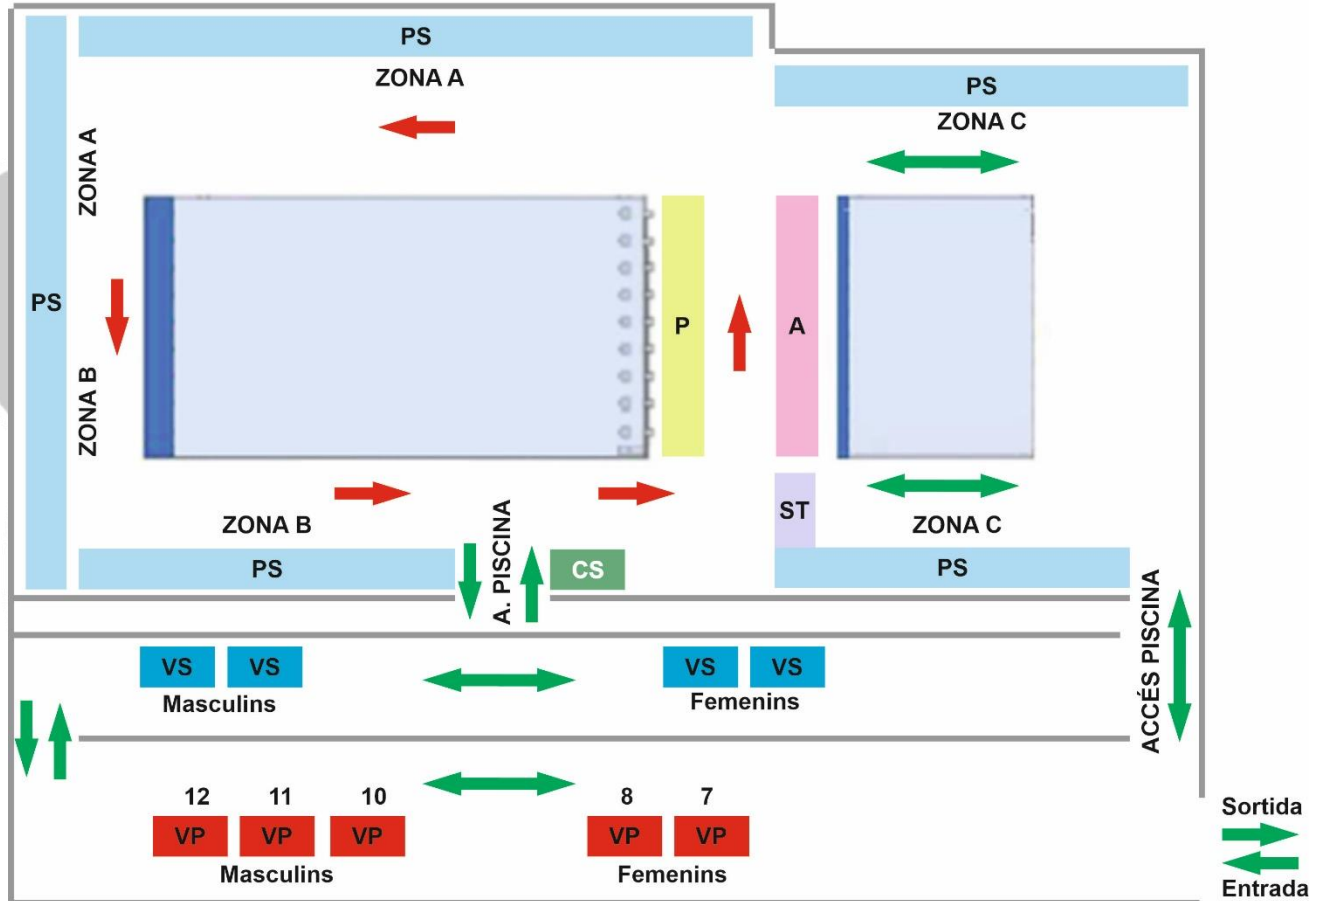 PS
ZONA A
PS
ZONA C
ZONA A
PS
ZONA B
P
A
ZONA B
PS
A. PISCINA
CS
ST
ZONA C
PS
VS VS
Masculins
VS VS
Femenins
ACCÉS PISCINA
12 11 10
VP VP VP
Masculins
8 7
VP VP
Femenins
Sortida
Entrada